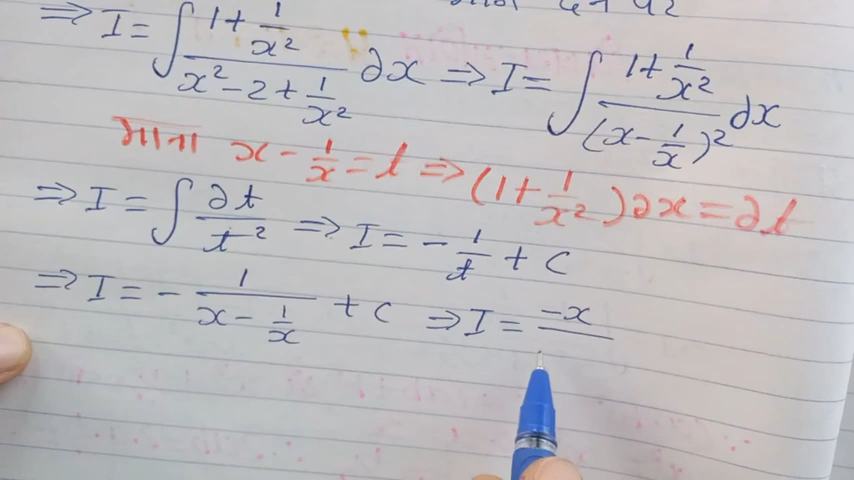 ⇒ I = ∫ (1 + 1/x²)/(x² - 2 + 1/x²) ∂x ⇒ I = ∫ (1 + 1/x²)/(x - 1/x)² ∂x
माना x - 1/x = t ⇒ (1 + 1/x²) ∂x = ∂t
⇒ I = ∫ ∂t/t² ⇒ I = - 1/t + C
⇒ I = - 1/(x - 1/x) + C ⇒ I = -x